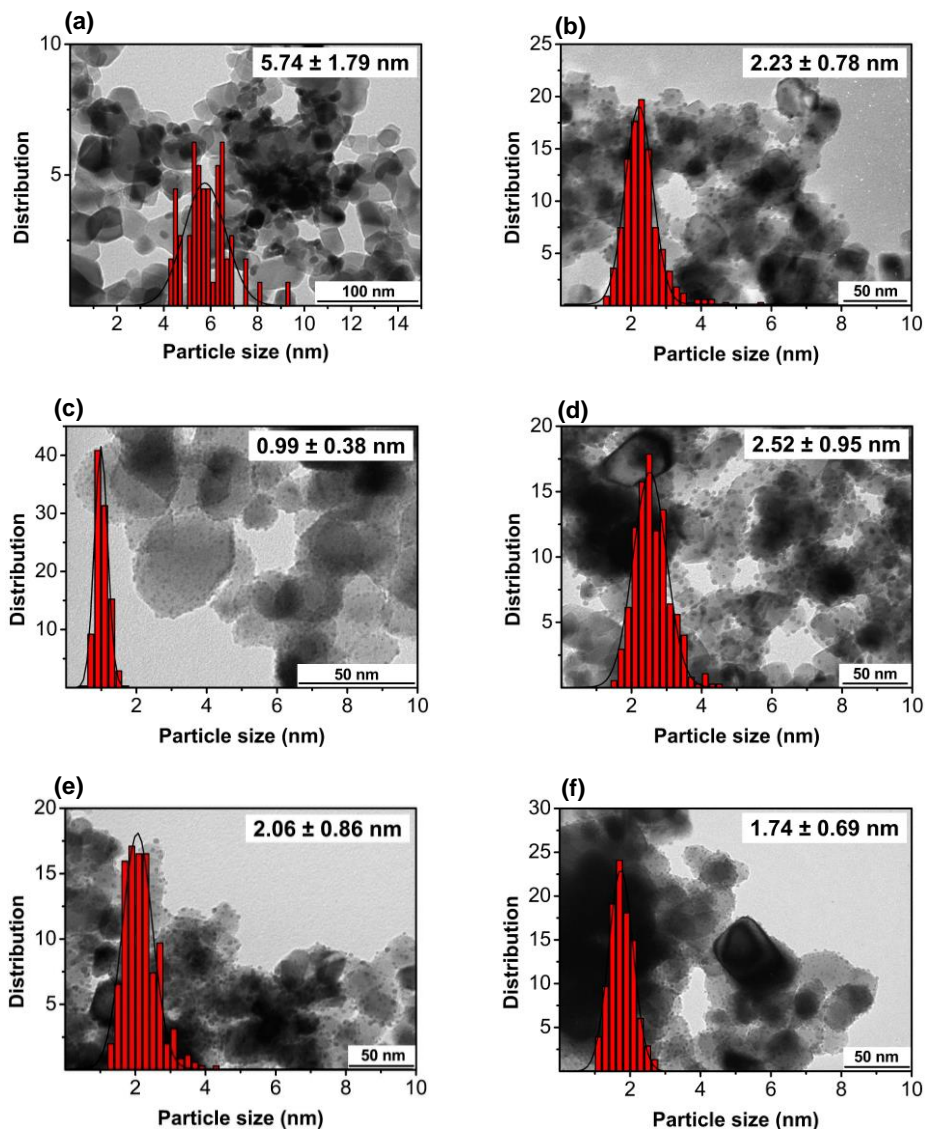 (a)
10
5
5.74 ± 1.79 nm
100 nm
2 4 6 8 10 12 14
Distribution
Particle size (nm)
(b)
25
20
15
10
5
2.23 ± 0.78 nm
50 nm
2 4 6 8 10
Distribution
Particle size (nm)
(c)
40
30
20
10
0.99 ± 0.38 nm
50 nm
2 4 6 8 10
Distribution
Particle size (nm)
(d)
20
15
10
5
2.52 ± 0.95 nm
50 nm
2 4 6 8 10
Distribution
Particle size (nm)
(e)
20
15
10
5
2.06 ± 0.86 nm
50 nm
2 4 6 8 10
Distribution
Particle size (nm)
(f)
30
25
20
15
10
5
1.74 ± 0.69 nm
50 nm
2 4 6 8 10
Distribution
Particle size (nm)